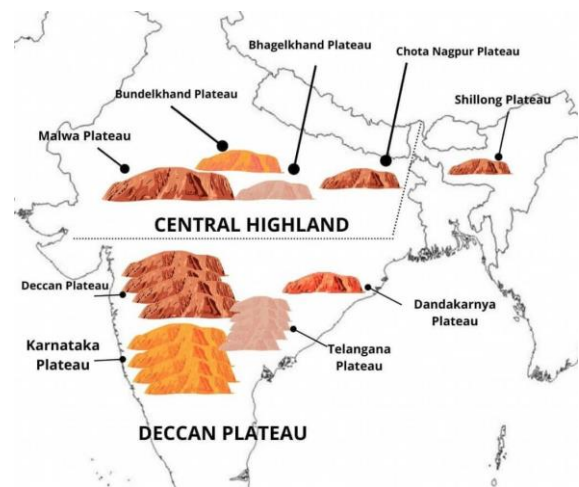 Bhagelkhand Plateau
Chota Nagpur Plateau
Bundelkhand Plateau
Shillong Plateau
Malwa Plateau
CENTRAL HIGHLAND
Deccan Plateau
Dandakarnya
Plateau
Karnataka
Plateau
Telangana
Plateau
DECCAN PLATEAU